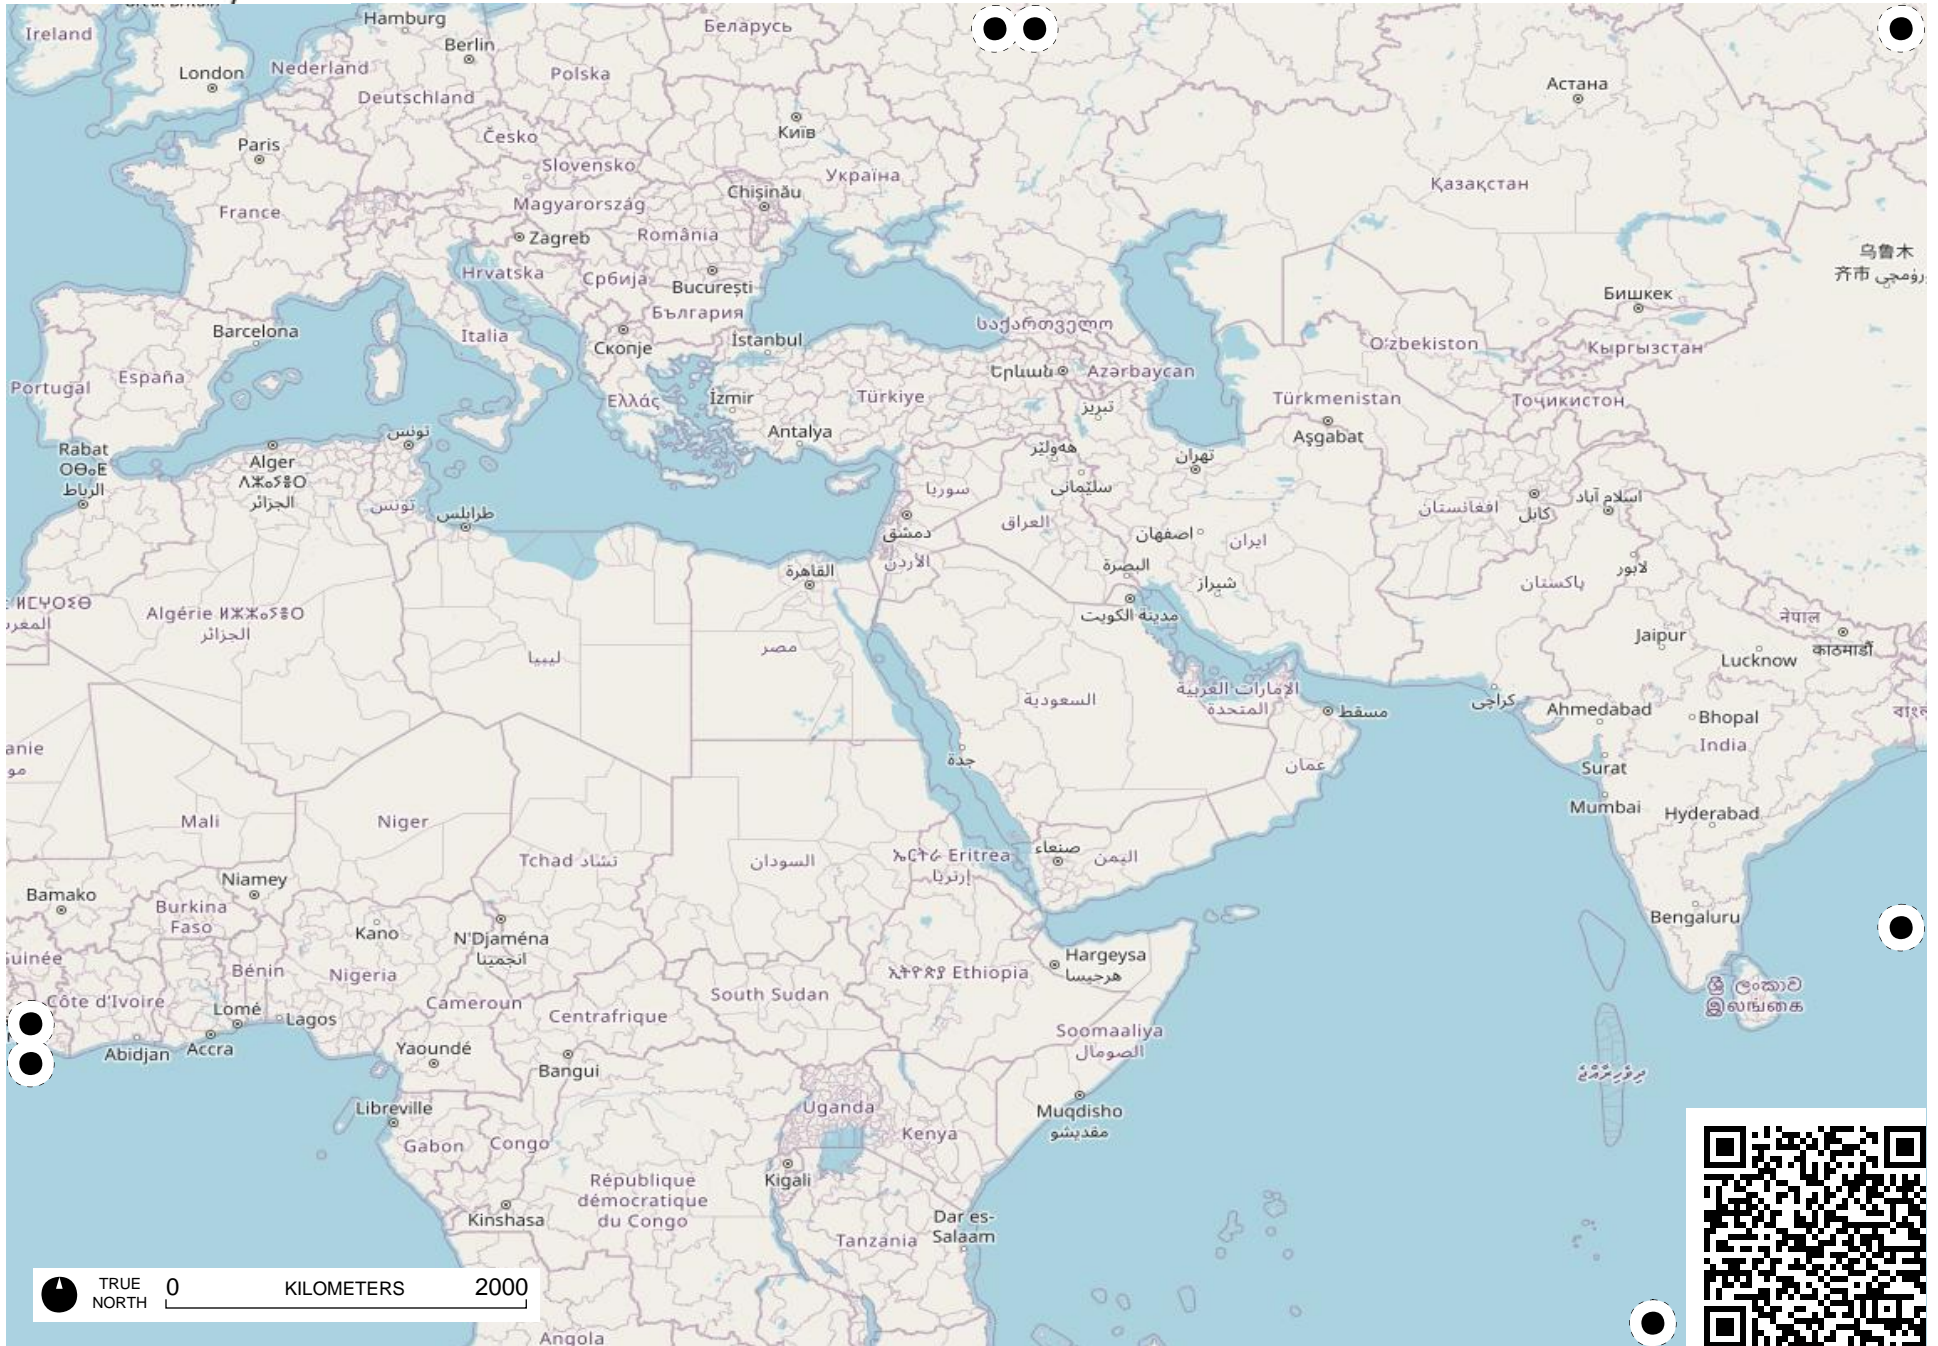 Ireland
Hamburg
Беларусь
Berlin
London
Nederland
Polska
Deutschland
Астана
Київ
Česko
Paris
Slovensko
Україна
Қазақстан
Chișinău
France
Magyarország
Zagreb
România
Hrvatska
Србија
București
乌鲁木
齐市
Бишкек
България
Barcelona
Italia
Скопје
İstanbul
საქართველო
O'zbekiston
Кыргызстан
Portugal
España
Ελλάς
İzmir
Türkiye
Երևան
Azərbaycan
Türkmenistan
Тоҷикистон
تبریز
Antalya
Aşgabat
تونس
Rabat
ⵔⴱⴰⵟ
الرباط
Alger
ⴷⵣⴰⵢⴻⵔ
الجزائر
هەولێر
تهران
سلێمانی
سوريا
تونس
طرابلس
العراق
افغانستان
کابل
اسلام آباد
دمشق
اصفهان
ایران
الأردن
القاهرة
البصرة
شیراز
لاہور
پاکستان
مدينة الكويت
Algérie ⵍⵣⵣⴰⵢⴻⵔ
الجزائر
नेपाल
काठमाडौं
Jaipur
Lucknow
ليبيا
مصر
السعودية
الإمارات العربية
المتحدة
مسقط
کراچی
Ahmedabad
Bhopal
India
جدة
عمان
Surat
Mumbai
Hyderabad
Mali
Niger
Tchad تشاد
السودان
ኤርትራ Eritrea
إرتريا
صنعاء
اليمن
Niamey
Bamako
Burkina
Faso
Kano
N'Djaména
انجمينا
Bengaluru
Hargeysa
هرجيسا
Bénin
Nigeria
ኢትዮጵያ Ethiopia
South Sudan
Côte d'Ivoire
Cameroun
Centrafrique
ශ්‍රී ලංකාව
இலங்கை
Lomé
Lagos
Soomaaliya
الصومال
Abidjan
Accra
Yaoundé
Bangui
ދިވެހިރާއްޖެ
Libreville
Uganda
Muqdisho
مقديشو
Gabon
Congo
Kenya
Kigali
République
démocratique
du Congo
Kinshasa
Dar es-
Salaam
Tanzania
TRUE
NORTH
0 KILOMETERS 2000
Angola